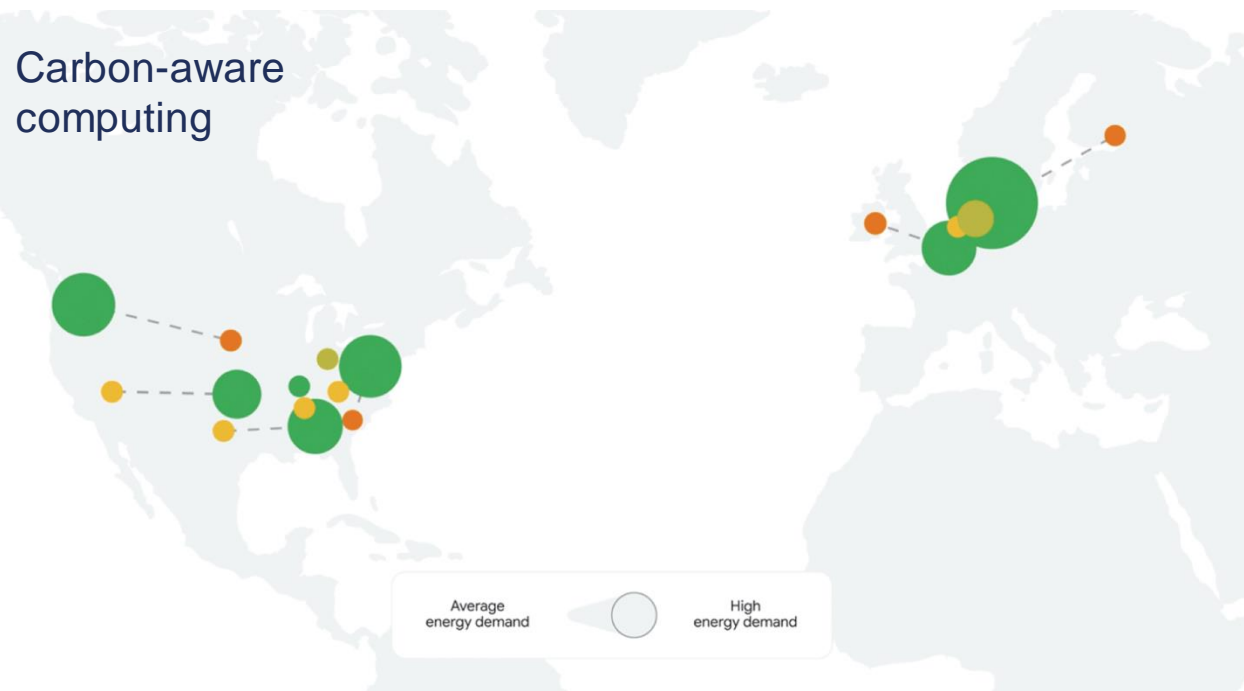 Carbon-aware
computing
Average
energy demand
High
energy demand